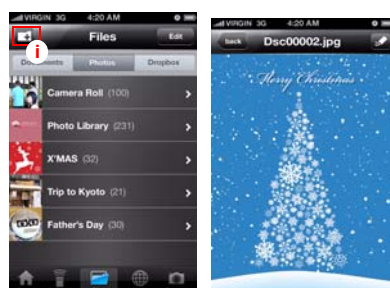 VIRGIN 3G 4:20 AM
Files
Edit
i
Documents Photos Dropbox
Camera Roll (100)
Photo Library (231)
X'MAS (32)
Trip to Kyoto (21)
Father's Day (30)
VIRGIN 3G 4:20 AM
back
Dsc00002.jpg
Merry Christmas